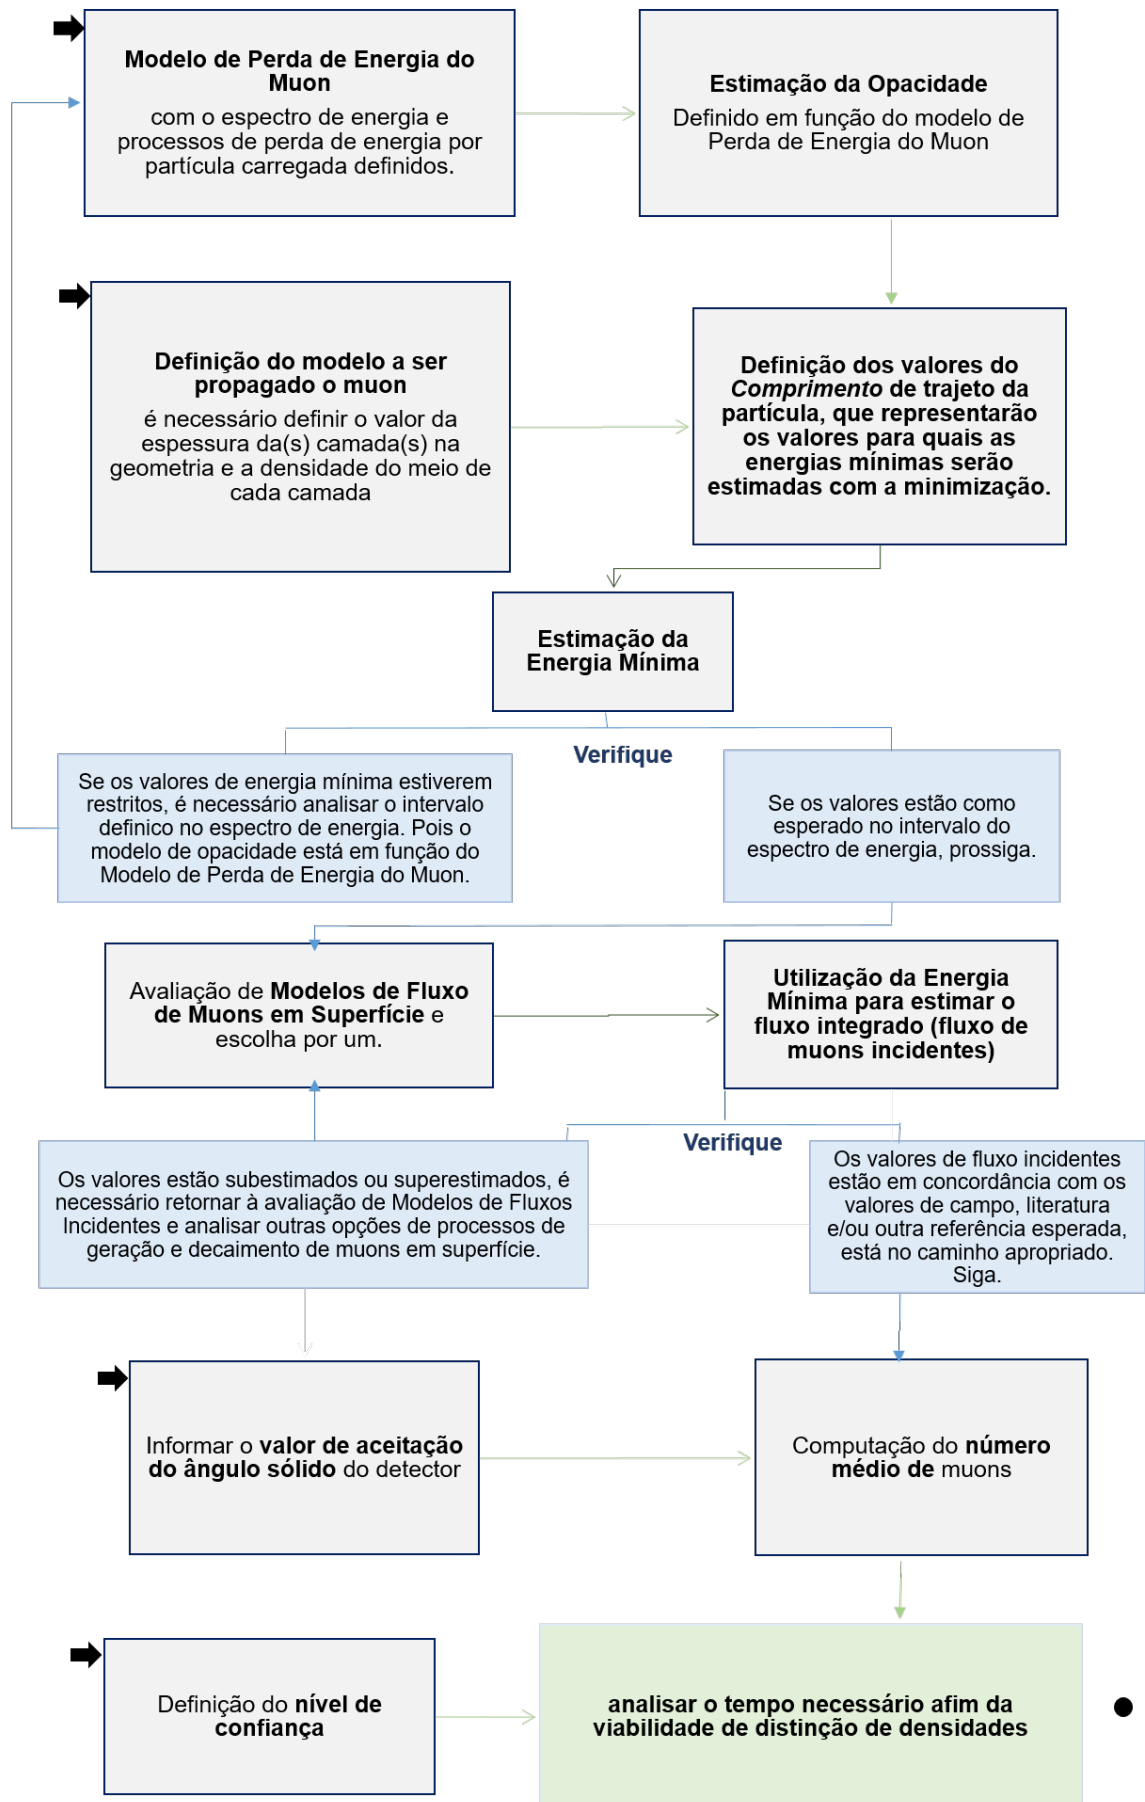 Modelo de Perda de Energia do
Muon
com o espectro de energia e
processos de perda de energia por
partícula carregada definidos.
Estimação da Opacidade
Definido em função do modelo de
Perda de Energia do Muon
Definição do modelo a ser
propagado o muon
é necessário definir o valor da
espessura da(s) camada(s) na
geometria e a densidade do meio de
cada camada
Definição dos valores do
Comprimento de trajeto da
partícula, que representarão
os valores para quais as
energias mínimas serão
estimadas com a minimização.
Estimação da
Energia Mínima
Verifique
Se os valores de energia mínima estiverem
restritos, é necessário analisar o intervalo
definico no espectro de energia. Pois o
modelo de opacidade está em função do
Modelo de Perda de Energia do Muon.
Se os valores estão como
esperado no intervalo do
espectro de energia, prossiga.
Avaliação de Modelos de Fluxo
de Muons em Superfície e
escolha por um.
Utilização da Energia
Mínima para estimar o
fluxo integrado (fluxo de
muons incidentes)
Verifique
Os valores estão subestimados ou superestimados, é
necessário retornar à avaliação de Modelos de Fluxos
Incidentes e analisar outras opções de processos de
geração e decaimento de muons em superfície.
Os valores de fluxo incidentes
estão em concordância com os
valores de campo, literatura
e/ou outra referência esperada,
está no caminho apropriado.
Siga.
Informar o valor de aceitação
do ângulo sólido do detector
Computação do número
médio de muons
Definição do nível de
confiança
analisar o tempo necessário afim da
viabilidade de distinção de densidades